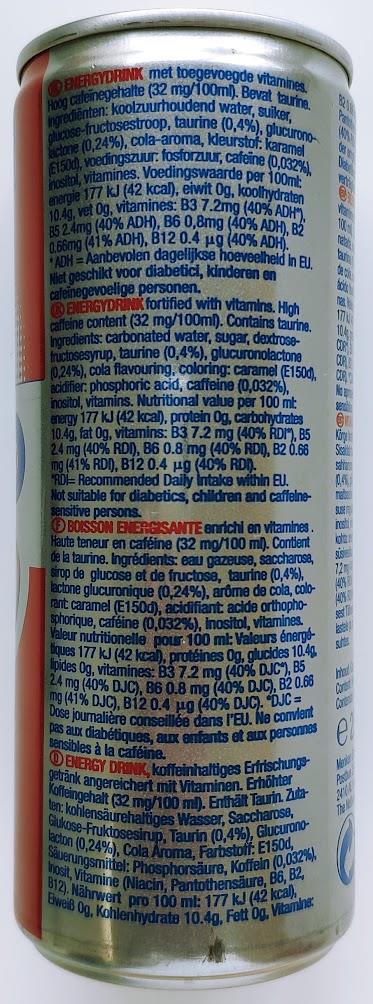 NL ENERGYDRINK met toegevoegde vitamines.
Hoog cafeinegehalte (32 mg/100ml). Bevat taurine.
Ingrediënten: koolzuurhoudend water, suiker,
glucose-fructosestroop, taurine (0,4%), glucurono-
lactone (0,24%), cola-aroma, kleurstof: karamel
(E150d), voedingszuur: fosforzuur, cafeïne (0,032%),
inositol, vitamines. Voedingswaarde per 100ml:
energie 177 kJ (42 kcal), eiwit 0g, koolhydraten
10.4g, vet 0g, vitamines: B3 7.2mg (40% ADH*),
B5 2.4mg (40% ADH), B6 0,8mg (40% ADH), B2
0.66mg (41% ADH), B12 0.4 µg (40% ADH).
* ADH = Aanbevolen dagelijkse hoeveelheid in EU.
Niet geschikt voor diabetici, kinderen en
cafeïnegevoelige personen.
GB ENERGYDRINK fortified with vitamins. High
caffeine content (32 mg/100ml). Contains taurine.
Ingredients: carbonated water, sugar, dextrose-
fructosesyrup, taurine (0,4%), glucuronolactone
(0,24%), cola flavouring, coloring: caramel (E150d),
acidifier: phosphoric acid, caffeine (0,032%),
inositol, vitamins. Nutritional value per 100 ml:
energy 177 kJ (42 kcal), protein 0g, carbohydrates
10.4g, fat 0g, vitamins: B3 7.2 mg (40% RDI*), B5
2.4 mg (40% RDI), B6 0.8 mg (40% RDI), B2 0.66
mg (41% RDI), B12 0.4 µg (40% RDI).
*RDI= Recommended Daily Intake within EU.
Not suitable for diabetics, children and caffeine-
sensitive persons.
F BOISSON ENERGISANTE enrichi en vitamines.
Haute teneur en caféine (32 mg/100 ml). Contient
de la taurine. Ingrédients: eau gazeuse, saccharose,
sirop de glucose et de fructose, taurine (0,4%),
lactone glucuronique (0,24%), arôme de cola, colo-
rant: caramel (E150d), acidifiant: acide orthopho-
sphorique, caféine (0,032%), inositol, vitamines.
Valeur nutritionelle pour 100 ml: Valeurs énergé-
tiques 177 kJ (42 kcal), protéines 0g, glucides 10.4g,
lipides 0g, vitamines: B3 7.2 mg (40% DJC*), B5
2.4 mg (40% DJC), B6 0.8 mg (40% DJC), B2 0.66
mg (41% DJC), B12 0.4 µg (40% DJC). *DJC =
Dose journalière conseillée dans l'EU. Ne convient
pas aux diabétiques, aux enfants et aux personnes
sensibles à la caféine.
D ENERGY DRINK, koffeinhaltiges Erfrischungs-
getränk angereichert mit Vitaminen. Erhöhter
Koffeingehalt (32 mg/100 ml). Enthält Taurin. Zuta-
ten: kohlensäurehaltiges Wasser, Saccharose,
Glukose-Fruktosesirup, Taurin (0,4%), Glucurono-
lacton (0,24%), Cola Aroma, Farbstoff: E150d,
Säuerungsmittel: Phosphorsäure, Koffein (0,032%),
Inosit, Vitamine (Niacin, Pantothensäure, B6, B2,
B12). Nährwert pro 100 ml: 177 kJ (42 kcal),
Eiweiß 0g, Kohlenhydrate 10.4g, Fett 0g, Vitamine: